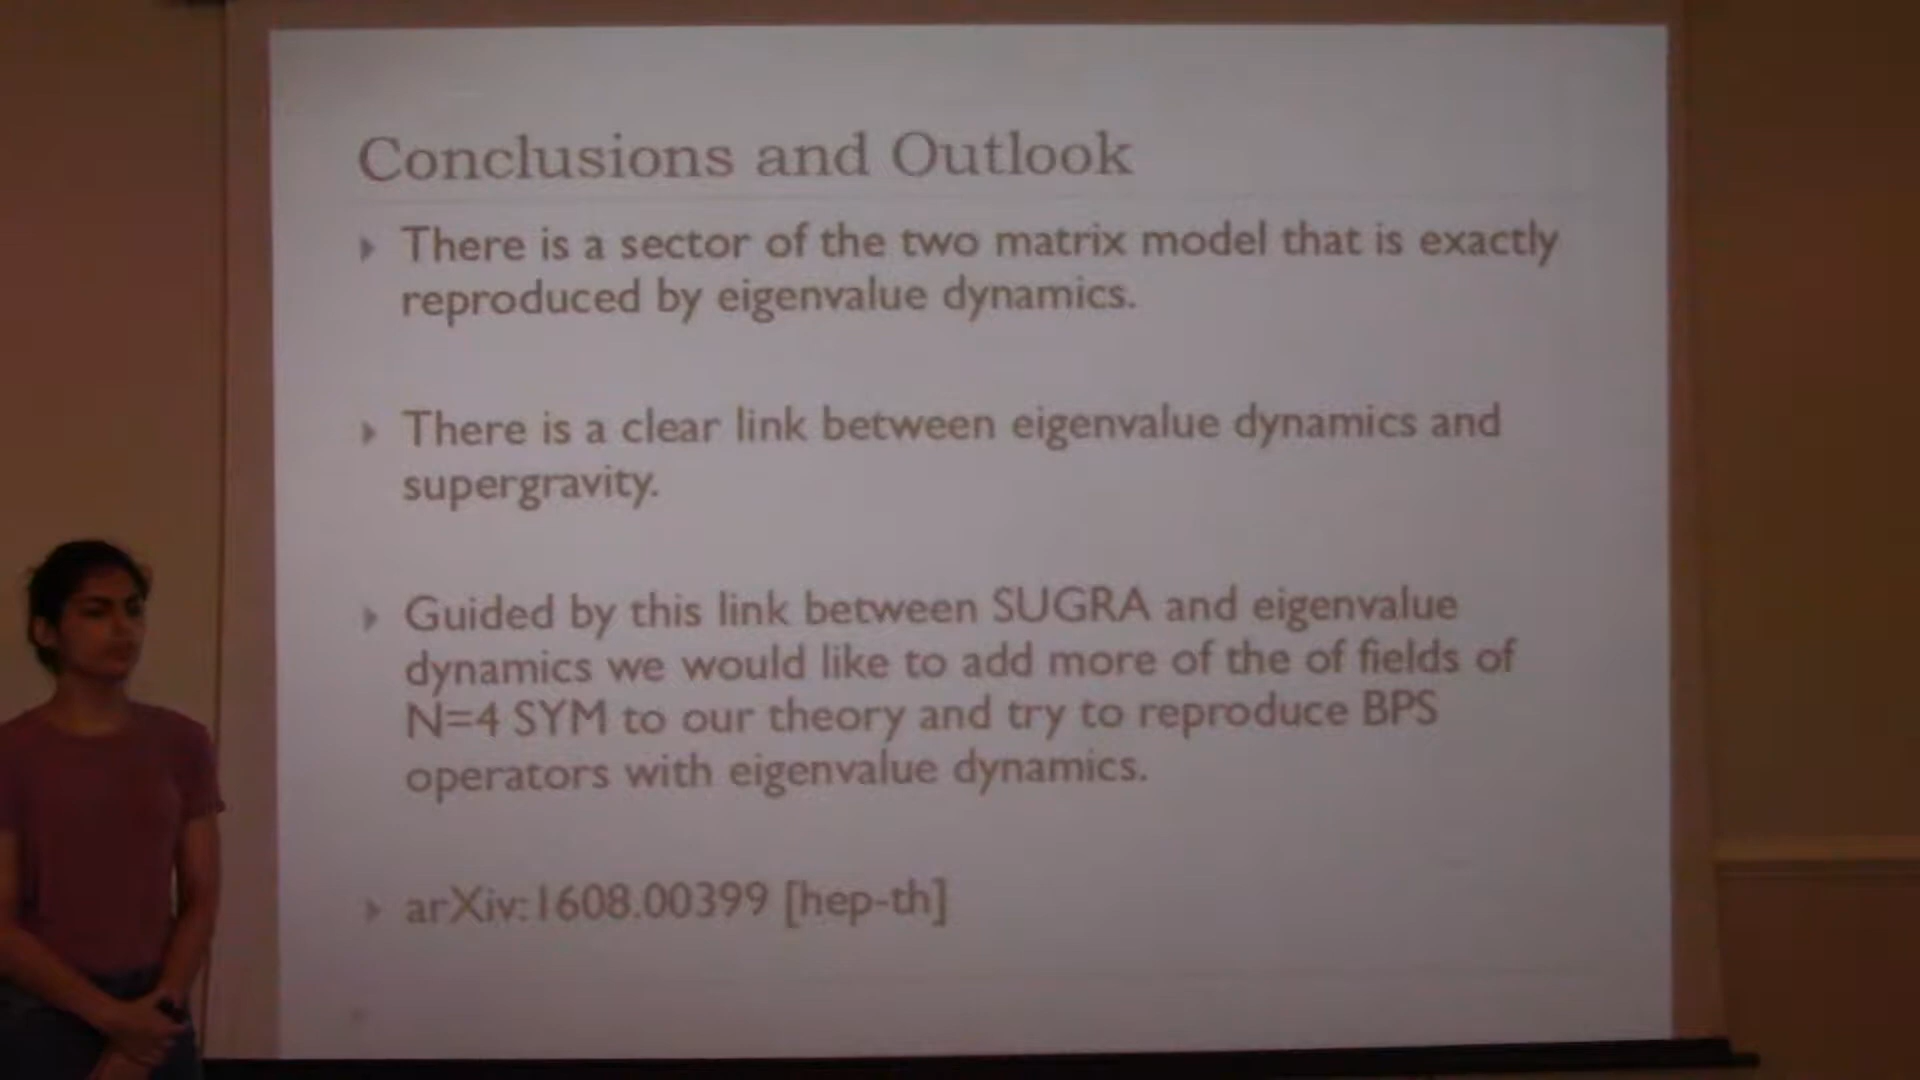 Conclusions and Outlook
There is a sector of the two matrix model that is exactly
reproduced by eigenvalue dynamics.
There is a clear link between eigenvalue dynamics and
supergravity.
Guided by this link between SUGRA and eigenvalue
dynamics we would like to add more of the of fields of
N=4 SYM to our theory and try to reproduce BPS
operators with eigenvalue dynamics.
arXiv:1608.00399 [hep-th]